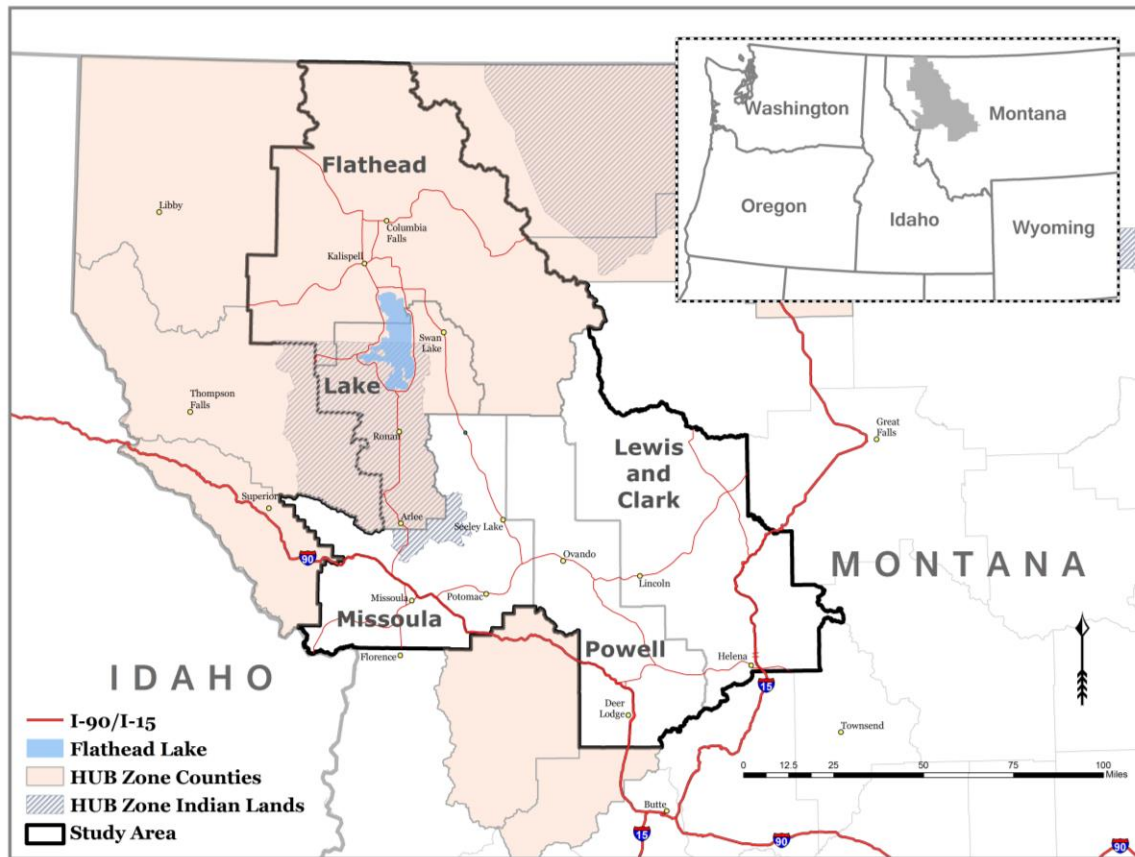 Washington
Montana
Oregon
Idaho
Wyoming
Flathead
Libby
Columbia
Falls
Kalispell
Swan
Lake
Lake
Thompson
Falls
Ronan
Great
Falls
Lewis
and
Clark
Superior
Arlee
Seeley Lake
90
Ovando
Lincoln
MONTANA
Missoula
Potomac
Missoula
Powell
Florence
Helena
IDAHO
15
Deer
Lodge
Townsend
I-90/I-15
Flathead Lake
HUB Zone Counties
HUB Zone Indian Lands
Study Area
0 12.5 25 50 75 100
Miles
Butte
15
90
90